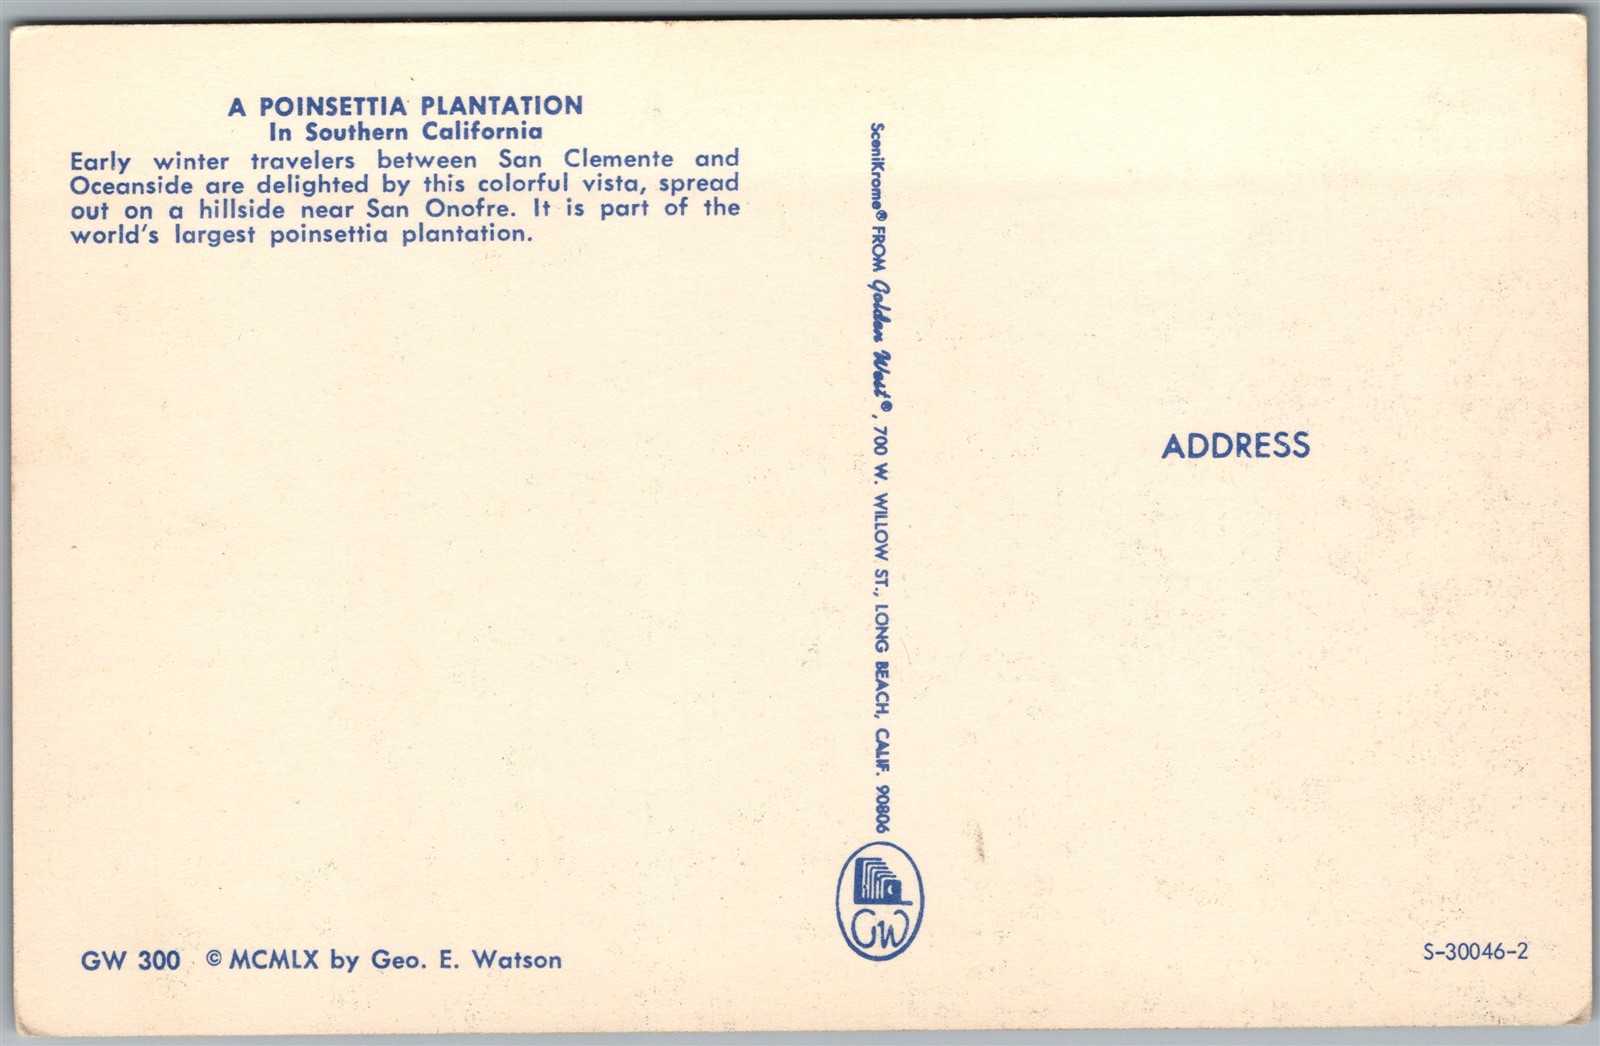 A POINSETTIA PLANTATION
In Southern California
Early winter travelers between San Clemente and
Oceanside are delighted by this colorful vista, spread
out on a hillside near San Onofre. It is part of the
world's largest poinsettia plantation.
GW 300 © MCMLX by Geo. E. Watson
SceniKrome® FROM Golden West®, 700 W. WILLOW ST., LONG BEACH, CALIF. 90806
GW
ADDRESS
S-30046-2